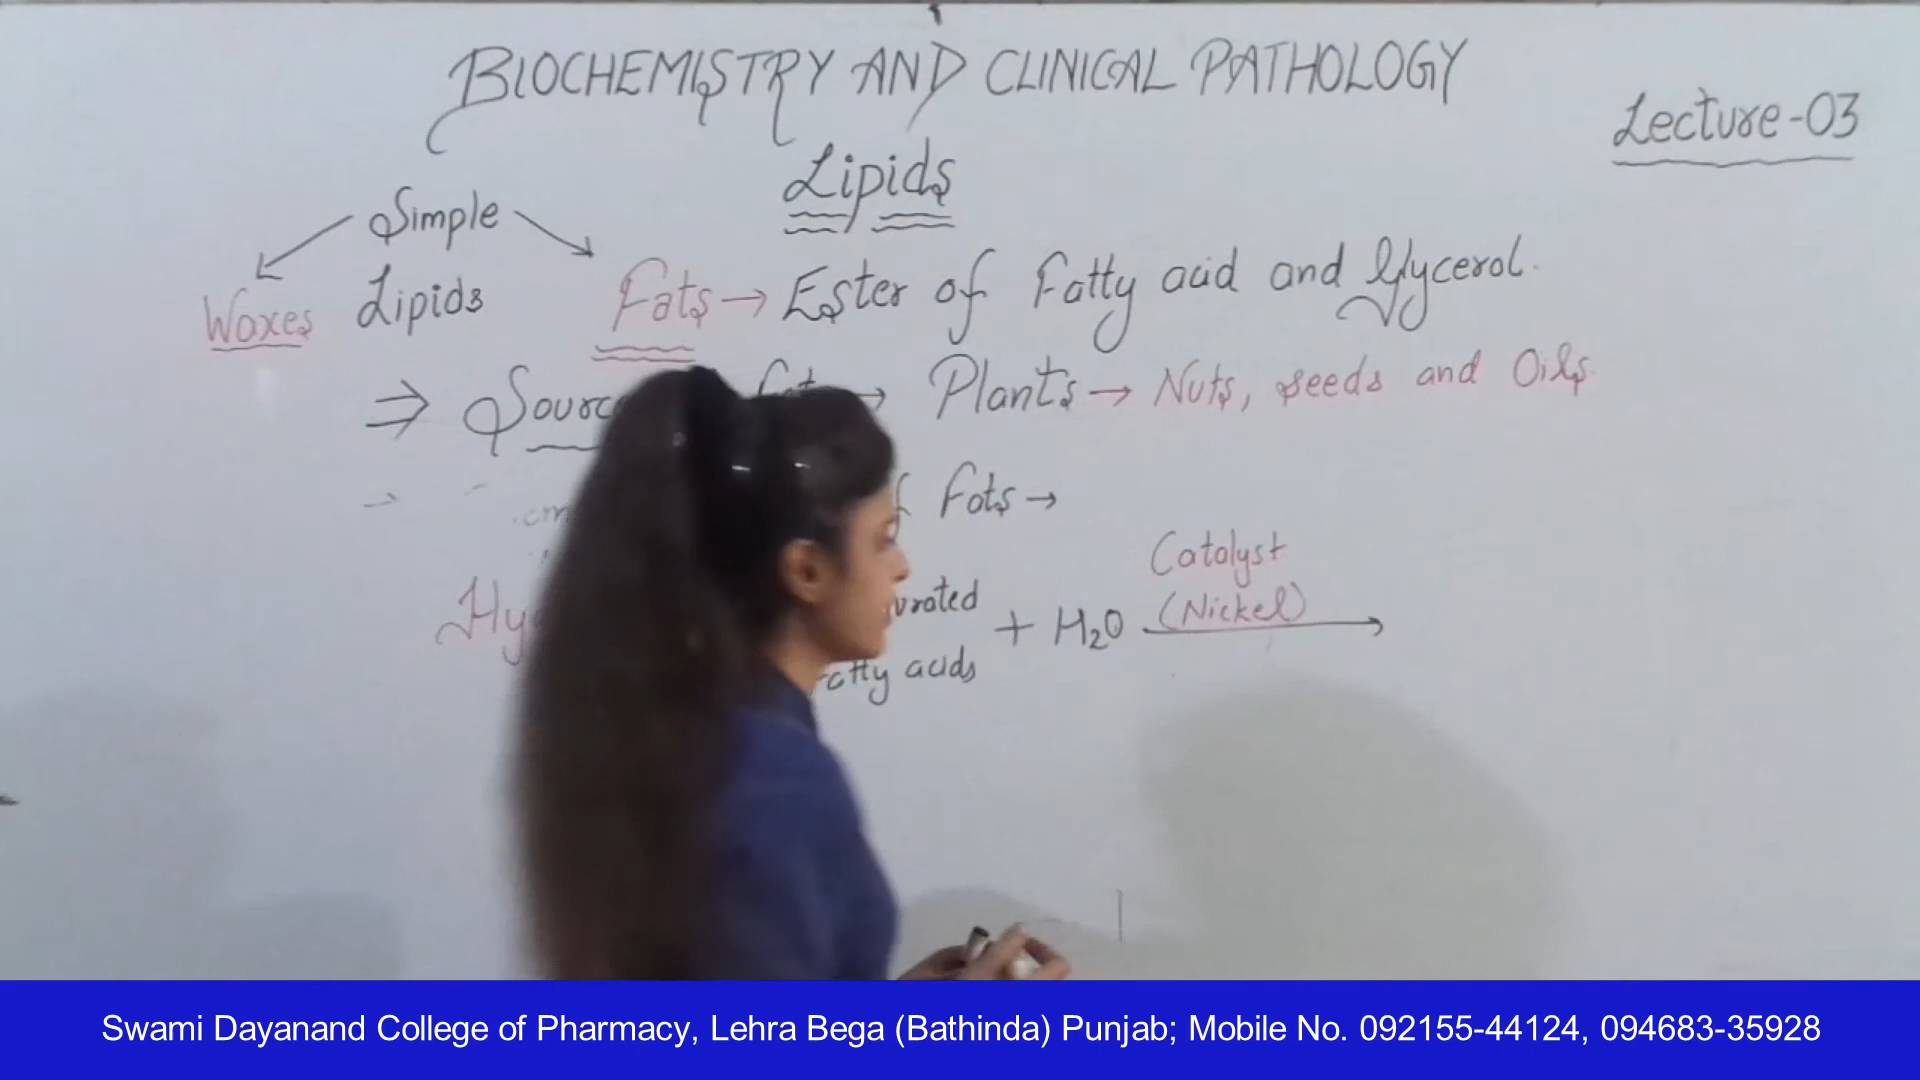 BIOCHEMISTRY AND CLINICAL PATHOLOGY
Lecture-03
Lipids
Simple
Lipids
Waxes
Fats → Ester of Fatty acid and Glycerol.
⇒ → Plants → Nuts, seeds and Oils
→ Fats →
Catalyst
+ H₂O (Nickel) →
acids
Swami Dayanand College of Pharmacy, Lehra Bega (Bathinda) Punjab; Mobile No. 092155-44124, 094683-35928